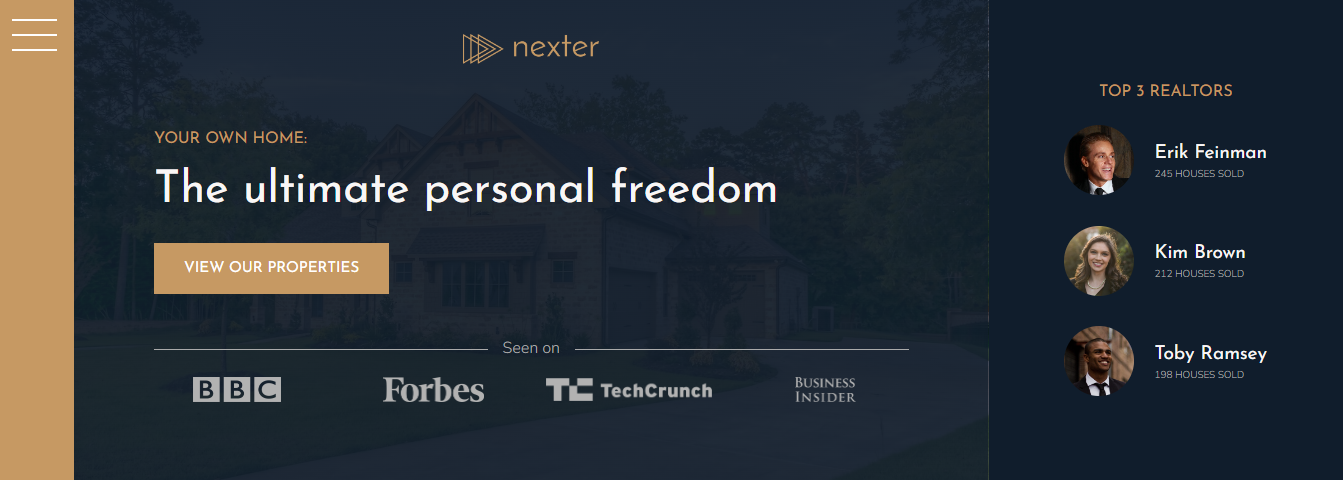 nexter
YOUR OWN HOME:
The ultimate personal freedom
VIEW OUR PROPERTIES
Seen on
BBC
Forbes
TC TechCrunch
BUSINESS
INSIDER
TOP 3 REALTORS
Erik Feinman
245 HOUSES SOLD
Kim Brown
212 HOUSES SOLD
Toby Ramsey
198 HOUSES SOLD